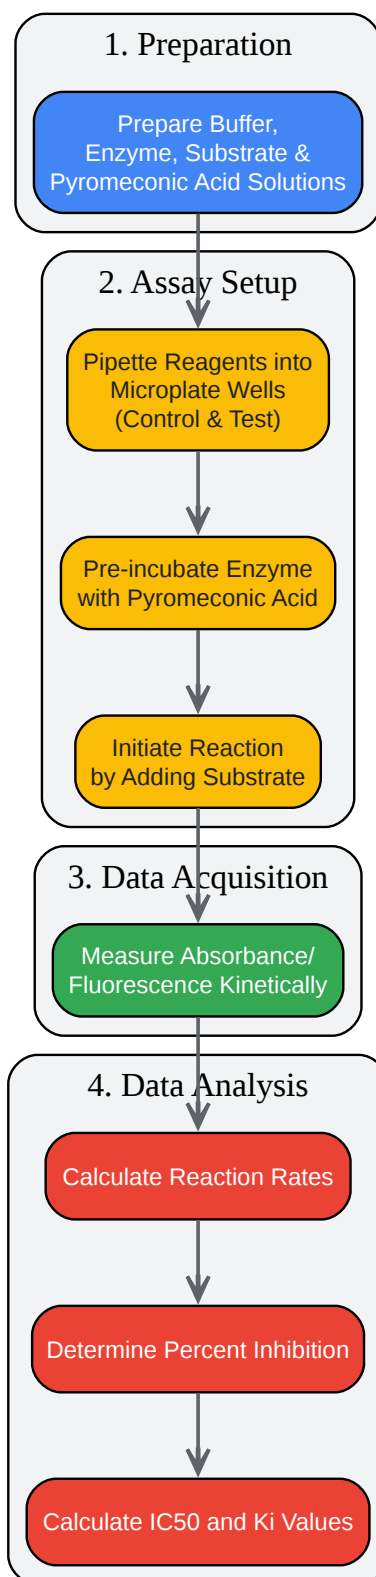 1. Preparation
Prepare Buffer,
Enzyme, Substrate &
Pyromeconic Acid Solutions
2. Assay Setup
Pipette Reagents into
Microplate Wells
(Control & Test)
Pre-incubate Enzyme
with Pyromeconic Acid
Initiate Reaction
by Adding Substrate
3. Data Acquisition
Measure Absorbance/
Fluorescence Kinetically
4. Data Analysis
Calculate Reaction Rates
Determine Percent Inhibition
Calculate IC50 and Ki Values